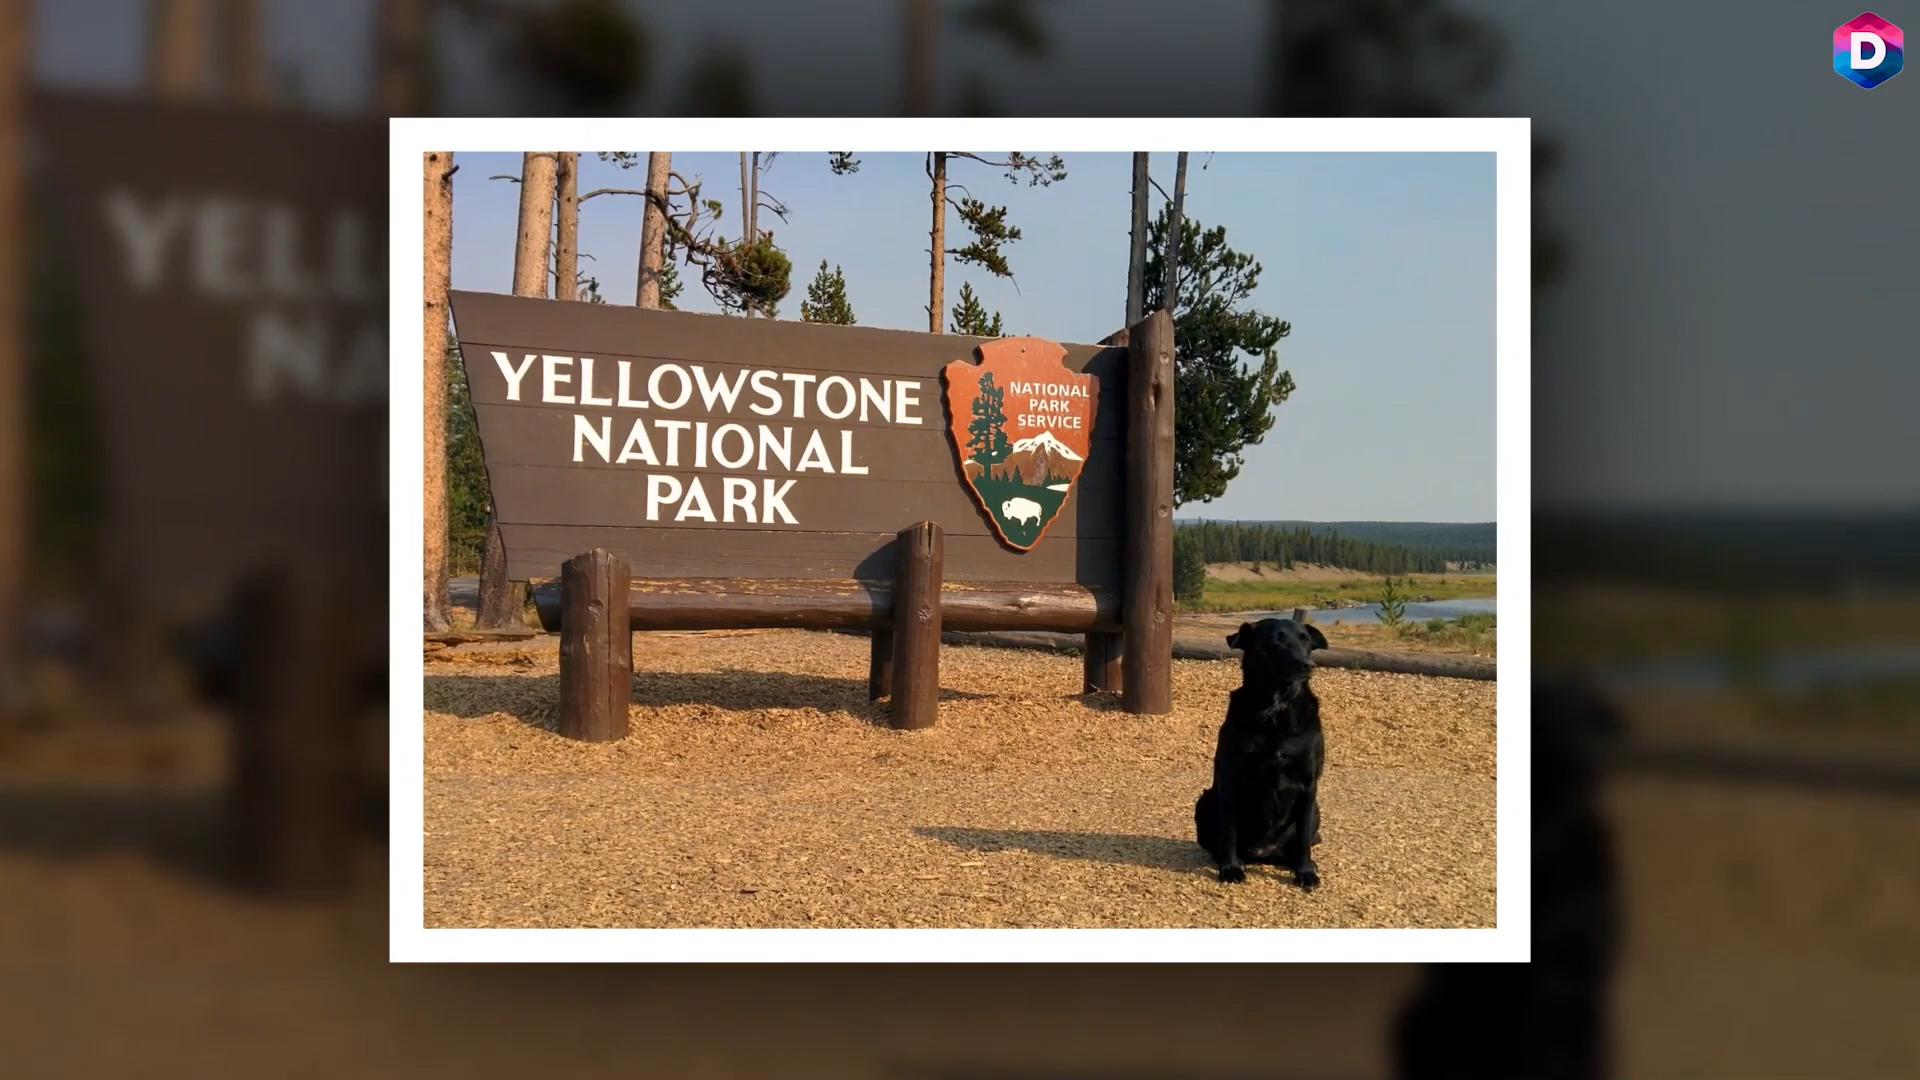 D
YELLOWSTONE
NATIONAL
PARK
NATIONAL
PARK
SERVICE